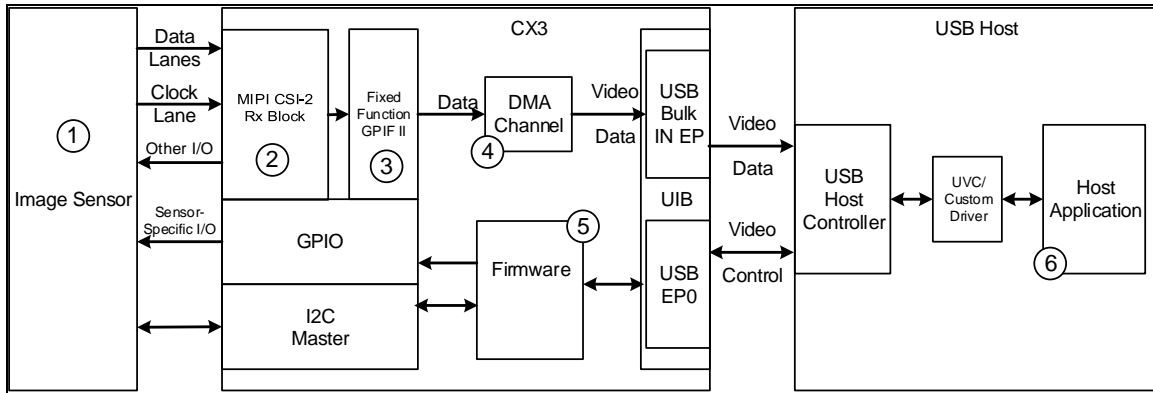 CX3
USB Host
Data
Lanes
Clock
Lane
Other I/O
Sensor-
Specific I/O
1
Image Sensor
MIPI CSI-2
Rx Block
2
Fixed
Function
GPIF II
3
Data
DMA
Channel
4
Video
Data
USB
Bulk
IN EP
UIB
USB
EP0
GPIO
I2C
Master
5
Firmware
Video
Data
Video
Control
USB
Host
Controller
UVC/
Custom
Driver
Host
Application
6